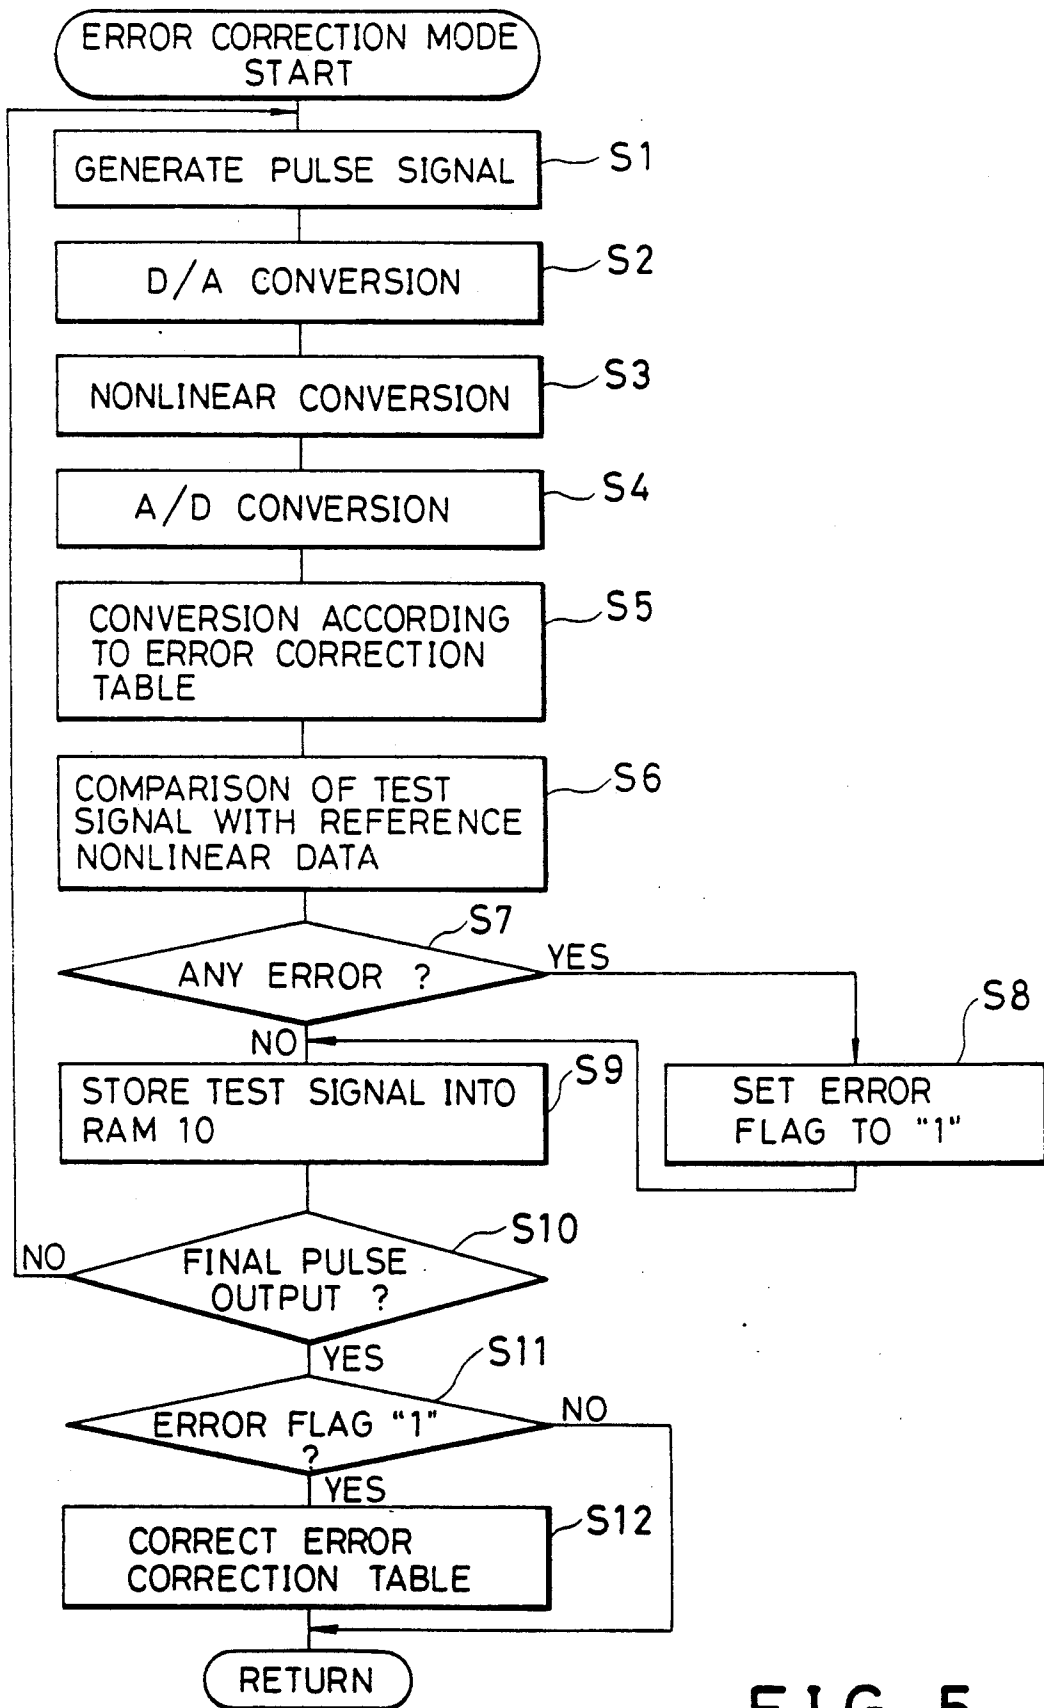 ERROR CORRECTION MODE
START
GENERATE PULSE SIGNAL
S1
D/A CONVERSION
S2
NONLINEAR CONVERSION
S3
A/D CONVERSION
S4
CONVERSION ACCORDING
TO ERROR CORRECTION
TABLE
S5
COMPARISON OF TEST
SIGNAL WITH REFERENCE
NONLINEAR DATA
S6
ANY ERROR ?
S7
YES
NO
SET ERROR
FLAG TO "1"
S8
STORE TEST SIGNAL INTO
RAM 10
S9
FINAL PULSE
OUTPUT ?
S10
NO
YES
ERROR FLAG "1"
?
S11
NO
YES
CORRECT ERROR
CORRECTION TABLE
S12
RETURN
FIG. 5